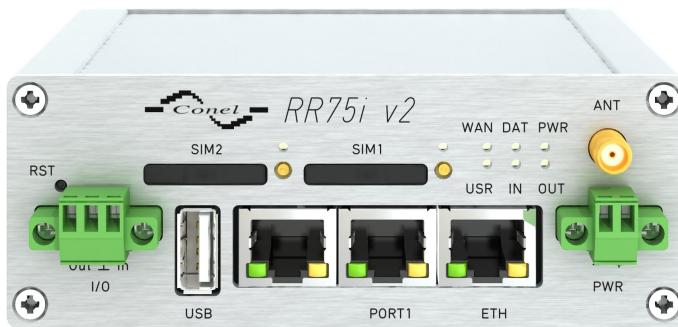 Conel
RR75i v2
ANT
WAN DAT PWR
SIM2
SIM1
RST
USR IN OUT
Out ⊥ In
I/O
PWR
USB
PORT1
ETH